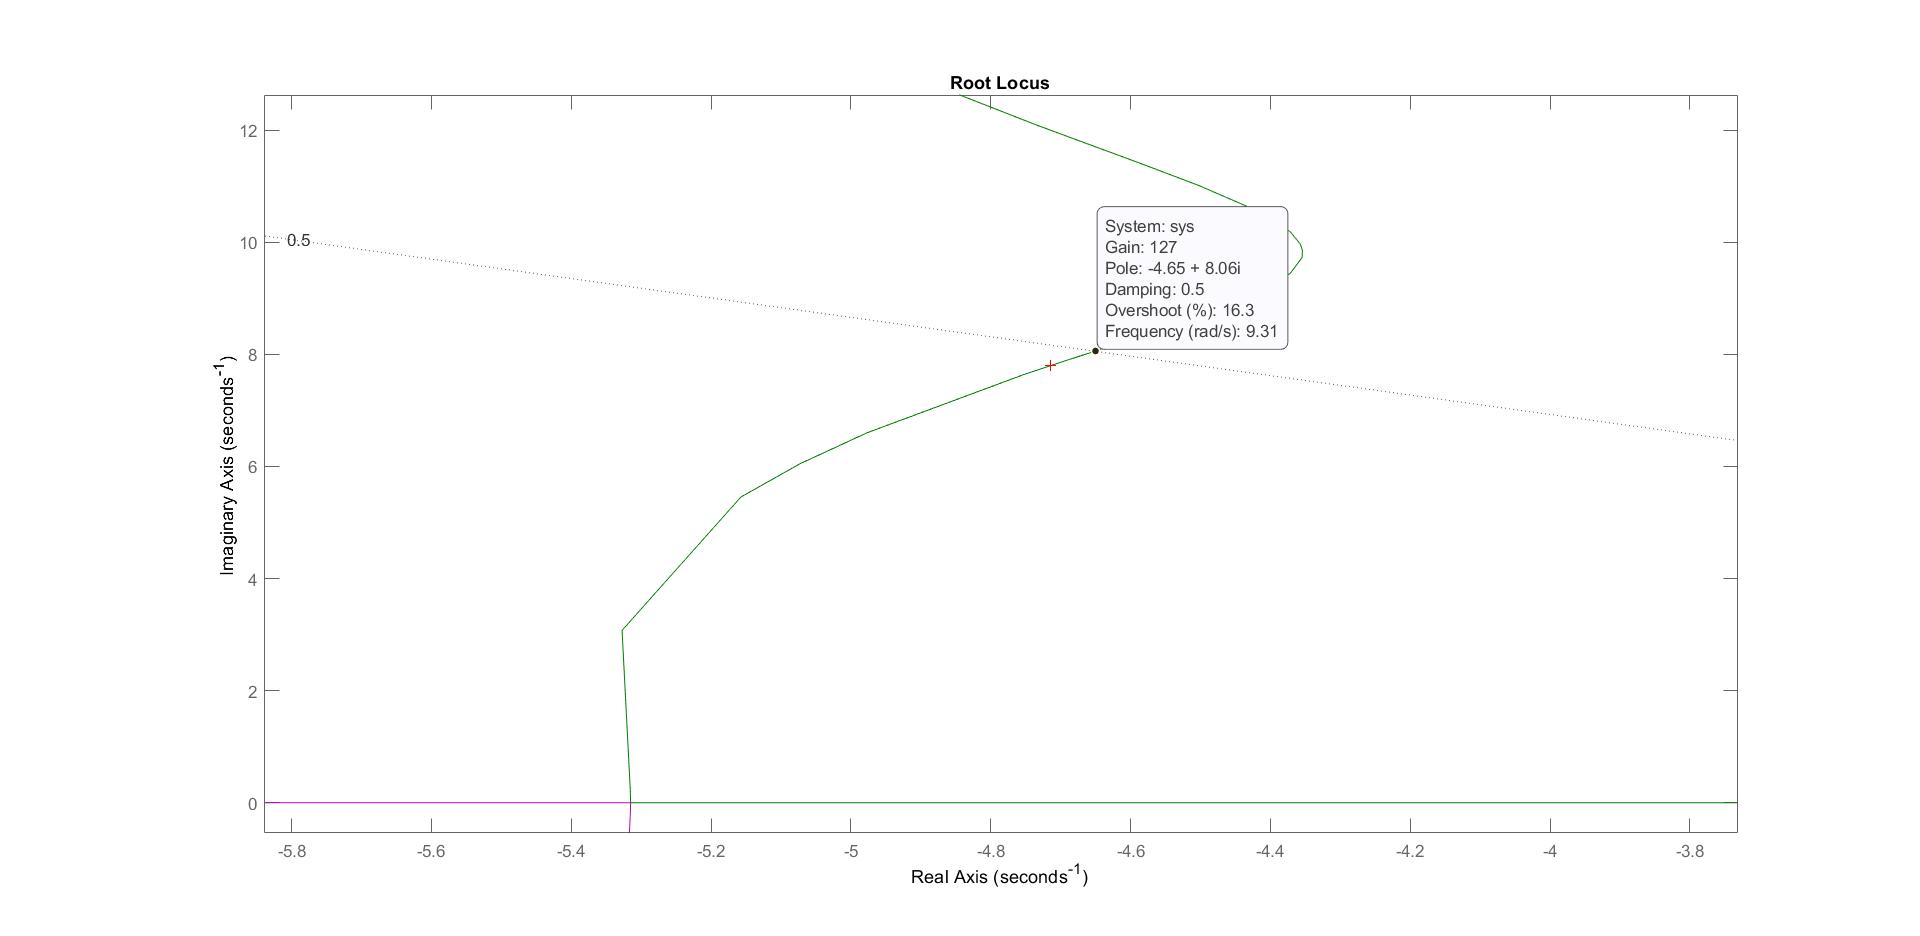 Root Locus
12
10
8
6
4
2
0
0.5
System: sys
Gain: 127
Pole: -4.65 + 8.06i
Damping: 0.5
Overshoot (%): 16.3
Frequency (rad/s): 9.31
Imaginary Axis (seconds⁻¹)
-5.8 -5.6 -5.4 -5.2 -5 -4.8 -4.6 -4.4 -4.2 -4 -3.8
Real Axis (seconds⁻¹)